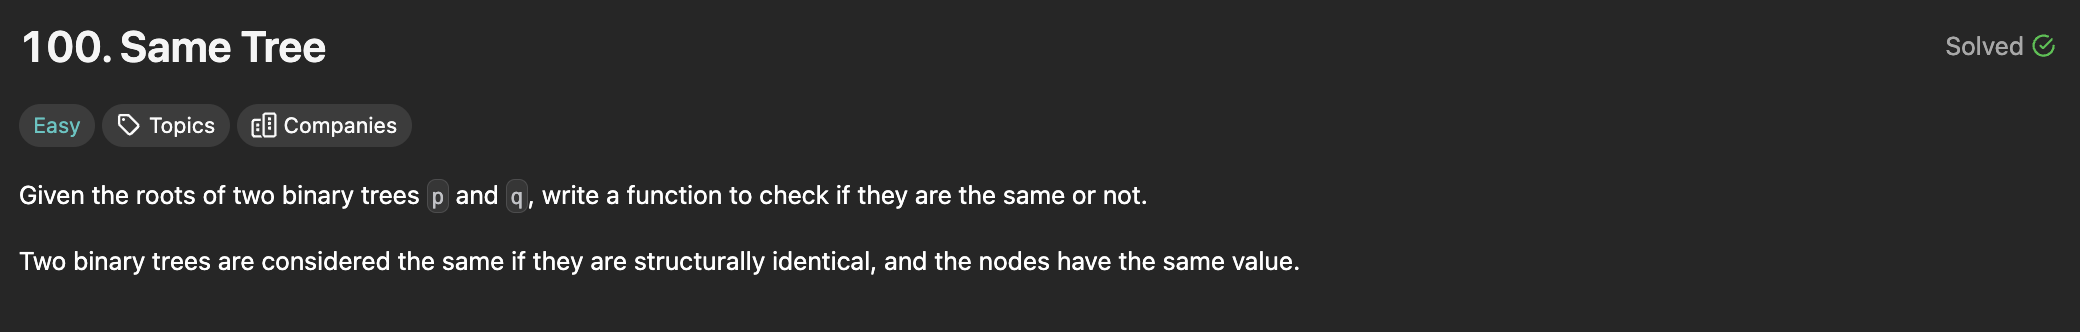 100. Same Tree
Solved
Easy
Topics
Companies
Given the roots of two binary trees p and q, write a function to check if they are the same or not.
Two binary trees are considered the same if they are structurally identical, and the nodes have the same value.